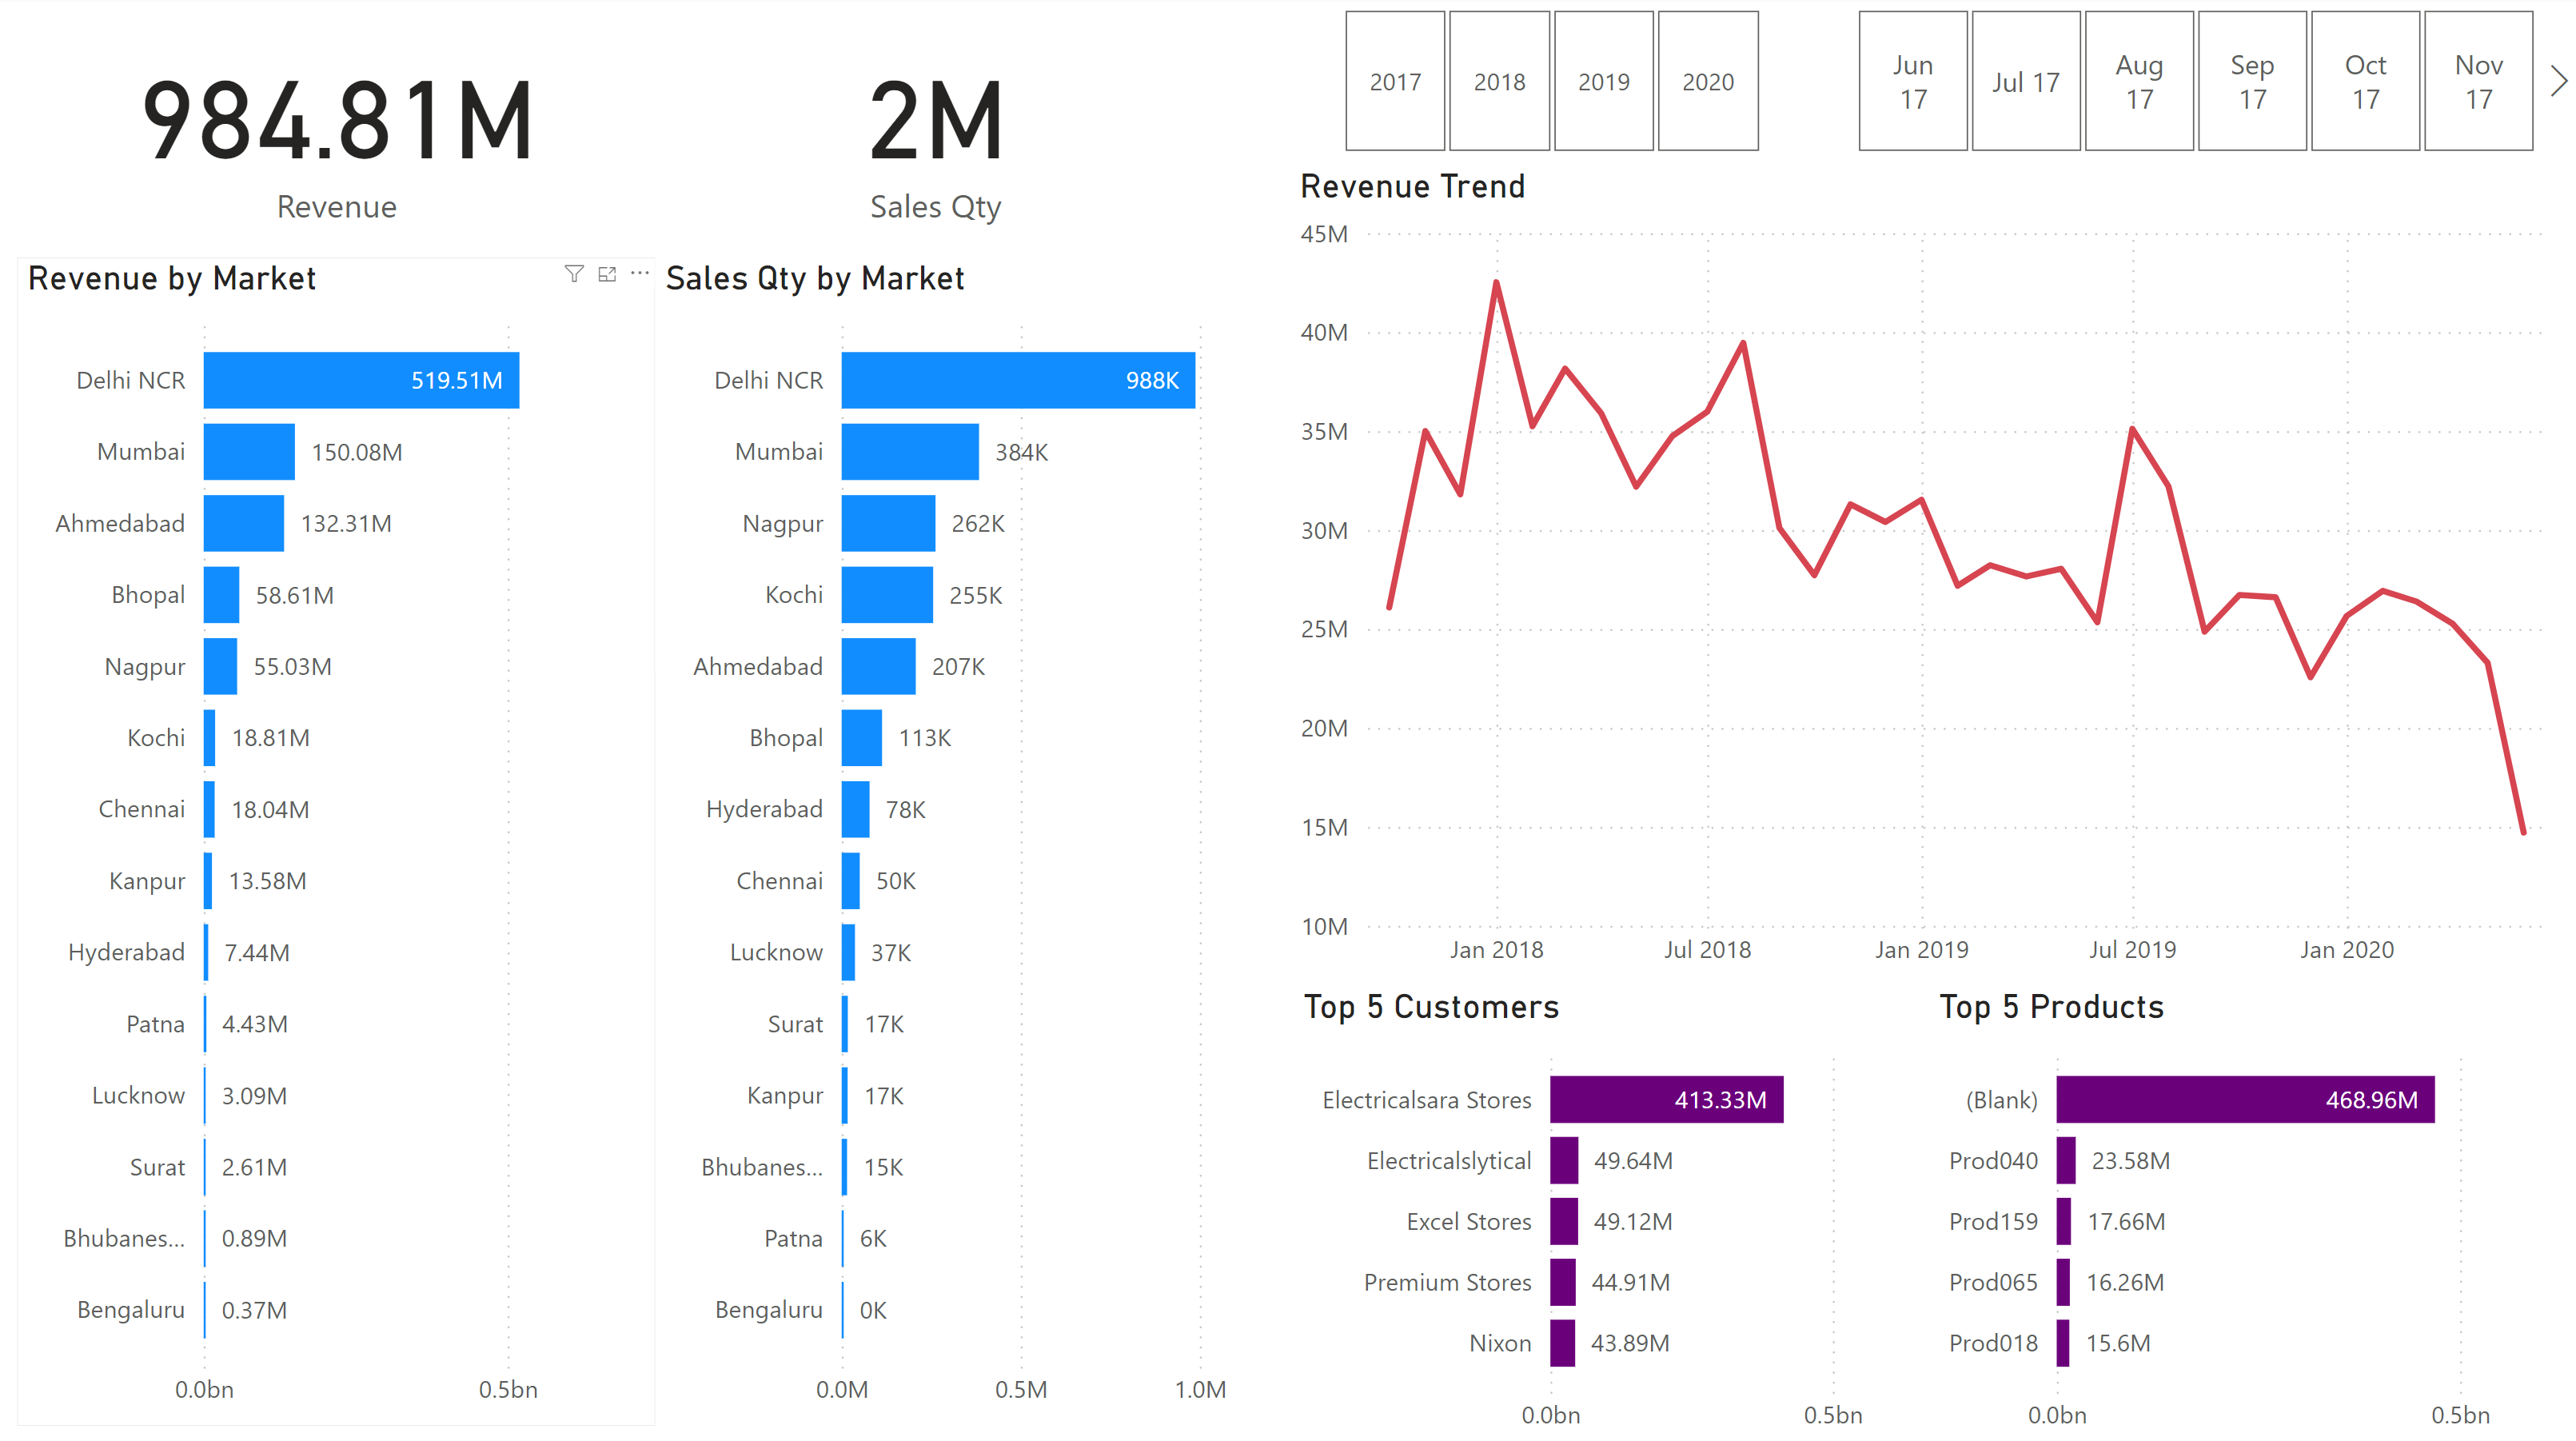 984.81M
Revenue
2M
Sales Qty
2017
2018
2019
2020
Jun
17
Jul 17
Aug
17
Sep
17
Oct
17
Nov
17
Revenue by Market
Delhi NCR 519.51M
Mumbai 150.08M
Ahmedabad 132.31M
Bhopal 58.61M
Nagpur 55.03M
Kochi 18.81M
Chennai 18.04M
Kanpur 13.58M
Hyderabad 7.44M
Patna 4.43M
Lucknow 3.09M
Surat 2.61M
Bhubanes... 0.89M
Bengaluru 0.37M
0.0bn 0.5bn
Sales Qty by Market
Delhi NCR 988K
Mumbai 384K
Nagpur 262K
Kochi 255K
Ahmedabad 207K
Bhopal 113K
Hyderabad 78K
Chennai 50K
Lucknow 37K
Surat 17K
Kanpur 17K
Bhubanes... 15K
Patna 6K
Bengaluru 0K
0.0M 0.5M 1.0M
Revenue Trend
45M
40M
35M
30M
25M
20M
15M
10M
Jan 2018 Jul 2018 Jan 2019 Jul 2019 Jan 2020
Top 5 Customers
Electricalsara Stores 413.33M
Electricalslytical 49.64M
Excel Stores 49.12M
Premium Stores 44.91M
Nixon 43.89M
0.0bn 0.5bn
Top 5 Products
(Blank) 468.96M
Prod040 23.58M
Prod159 17.66M
Prod065 16.26M
Prod018 15.6M
0.0bn 0.5bn